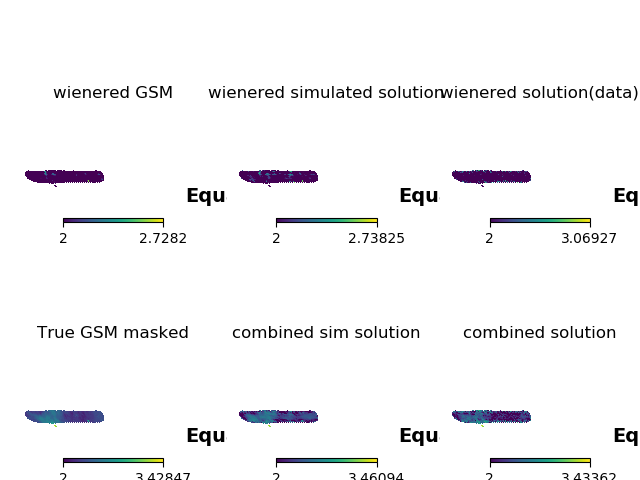 wienered GSM
wienered simulated solution
wienered solution(data)
Equ
Equ
Eq
2 2.7282
2 2.73825
2 3.06927
True GSM masked
combined sim solution
combined solution
Equ
Equ
Eq
2 3.42847
2 3.46094
2 3.43362